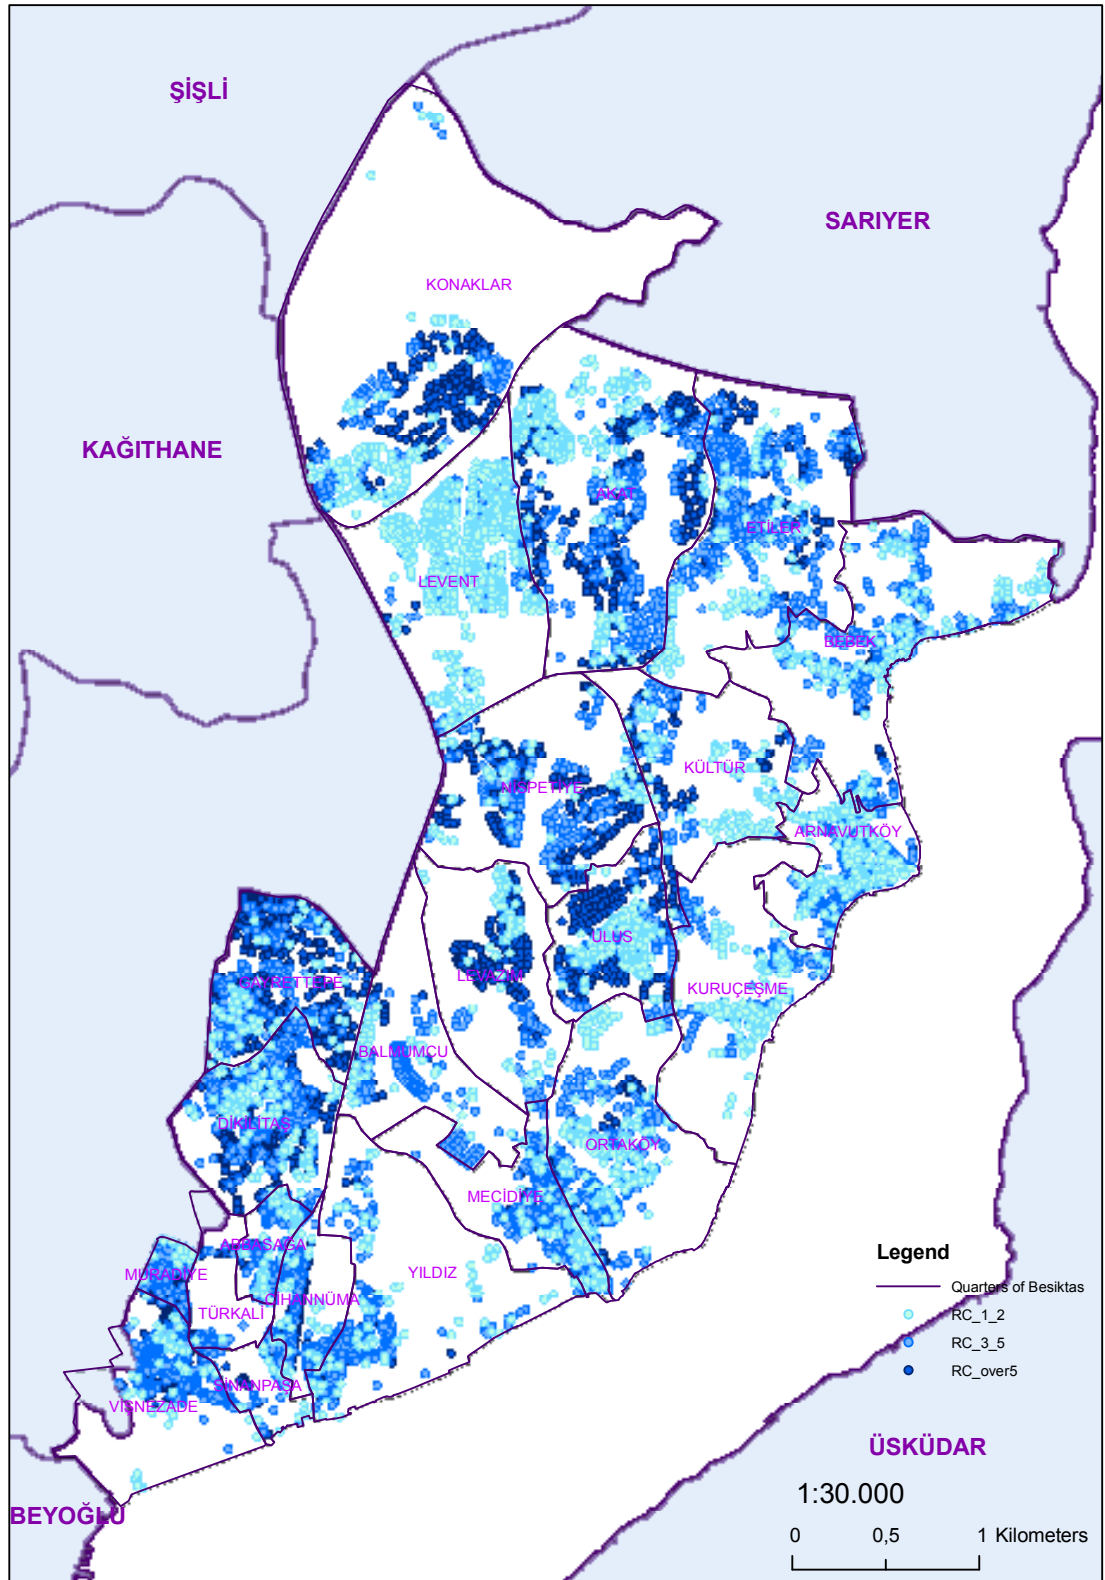 ŞİŞLİ
SARIYER
KONAKLAR
KAĞITHANE
AKAT
ETİLER
LEVENT
BEBEK
KÜLTÜR
NİSPETİYE
ARNAVUTKÖY
ULUS
LEVAZIM
GAYRETTEPE
KURUÇEŞME
BALMUMCU
DİKİLİTAŞ
ORTAKÖY
MECİDİYE
ABBASAĞA
MURADİYE
YILDIZ
CİHANNÜMA
TÜRKALİ
SİNANPAŞA
VİŞNEZADE
Legend
Quarters of Besiktas
RC_1_2
RC_3_5
RC_over5
ÜSKÜDAR
1:30.000
BEYOĞLU
0 0,5 1 Kilometers